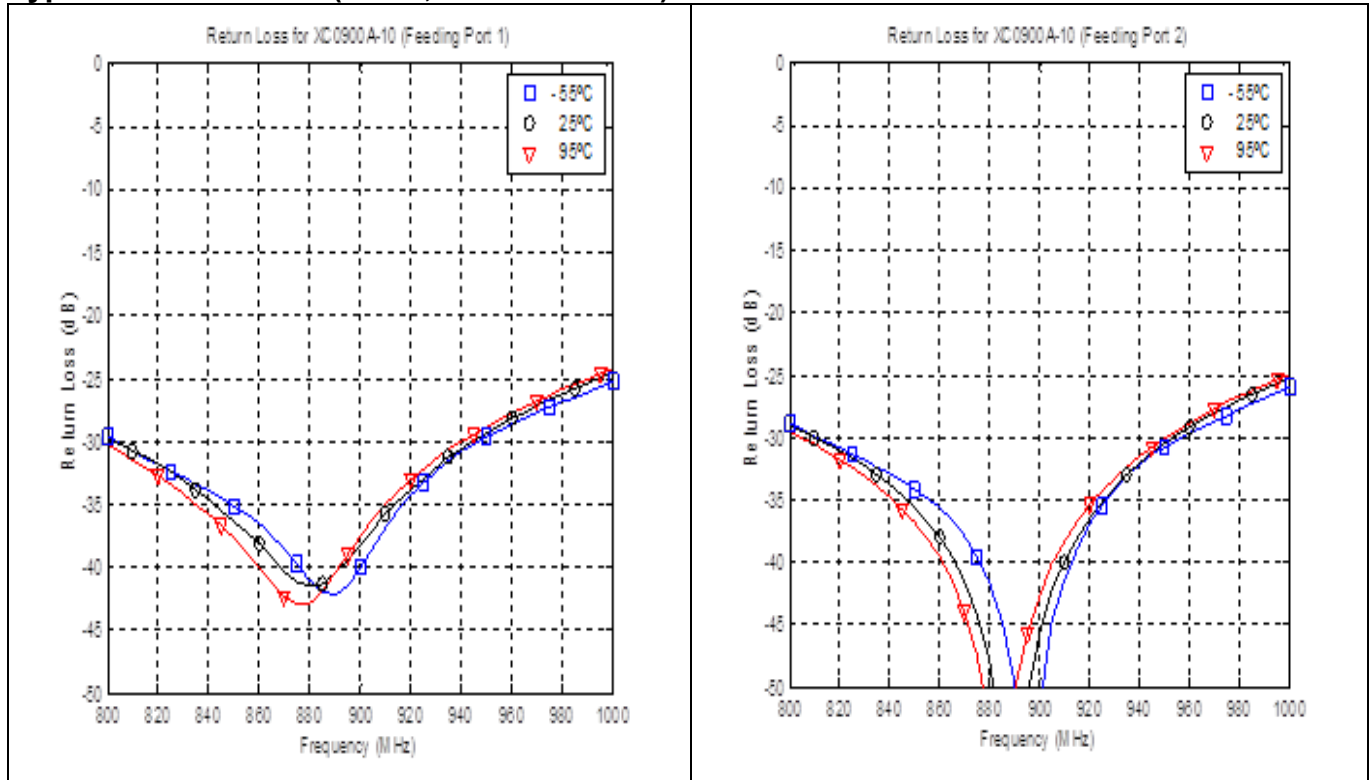 Return Loss for XC0900A-10 (Feeding Port 1)
0
-5
-10
-15
-20
-25
-30
-35
-40
-45
-50
Return Loss (dB)
-55ºC
25ºC
95ºC
800 820 840 860 880 900 920 940 960 980 1000
Frequency (MHz)
Return Loss for XC0900A-10 (Feeding Port 2)
0
-5
-10
-15
-20
-25
-30
-35
-40
-45
-50
Return Loss (dB)
-55ºC
25ºC
95ºC
800 820 840 860 880 900 920 940 960 980 1000
Frequency (MHz)